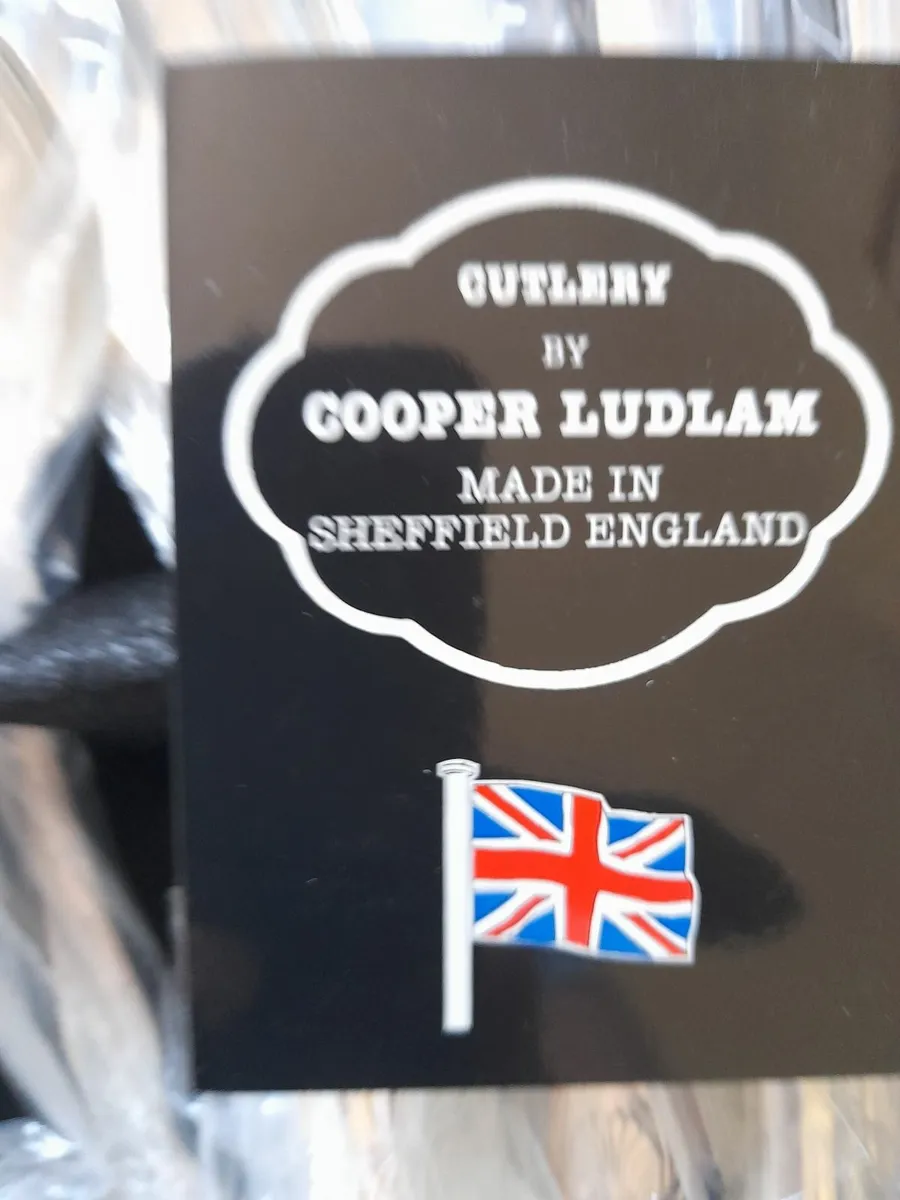 CUTLERY
BY
COOPER LUDLAM
MADE IN
SHEFFIELD ENGLAND